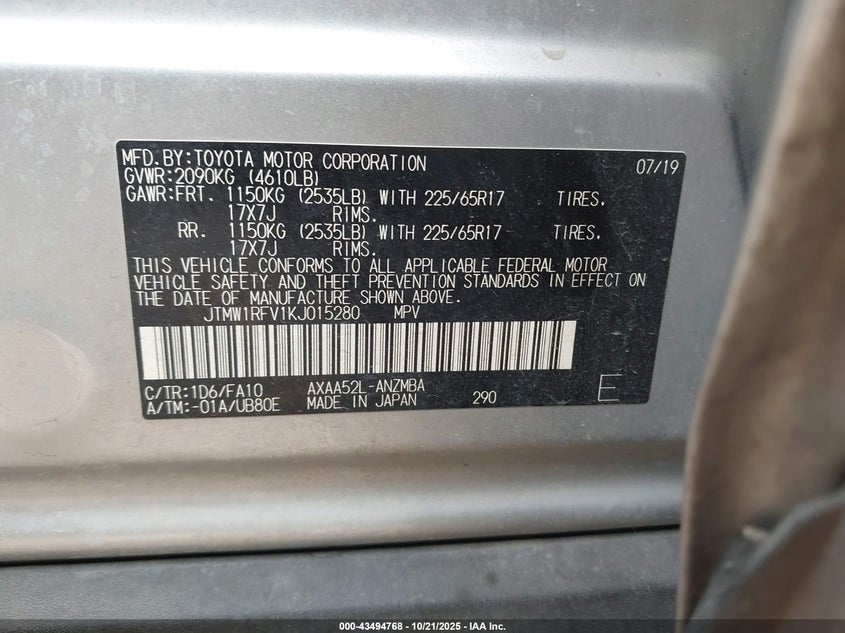 MFD.BY:TOYOTA MOTOR CORPORATION 07/19
GVWR:2090KG (4610LB)
GAWR:FRT. 1150KG (2535LB) WITH 225/65R17 TIRES.
17X7J RIMS.
RR. 1150KG (2535LB) WITH 225/65R17 TIRES.
17X7J RIMS.
THIS VEHICLE CONFORMS TO ALL APPLICABLE FEDERAL MOTOR
VEHICLE SAFETY AND THEFT PREVENTION STANDARDS IN EFFECT ON
THE DATE OF MANUFACTURE SHOWN ABOVE.
JTMW1RFV1KJ015280 MPV
C/TR:1D6/FA10 AXAA52L-ANZMBA
A/TM:-01A/UB80E MADE IN JAPAN 290 E
000-43494768 - 10/21/2025 - IAA Inc.